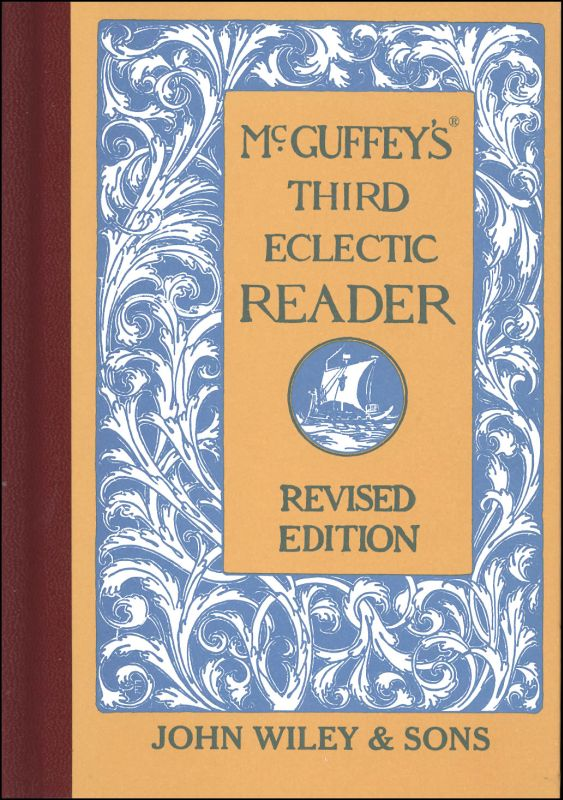 McGUFFEY'S®
THIRD
ECLECTIC
READER
REVISED
EDITION
JOHN WILEY & SONS